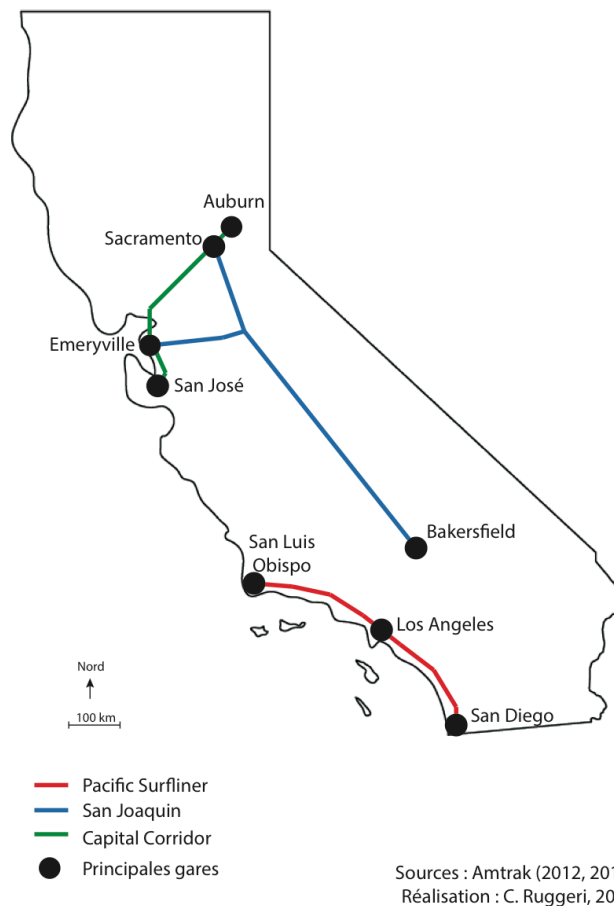 Auburn
Sacramento
Emeryville
San José
Bakersfield
San Luis
Obispo
Los Angeles
San Diego
Nord
100 km
Pacific Surfliner
San Joaquin
Capital Corridor
Principales gares
Sources : Amtrak (2012,
Réalisation : C. Ruggeri,